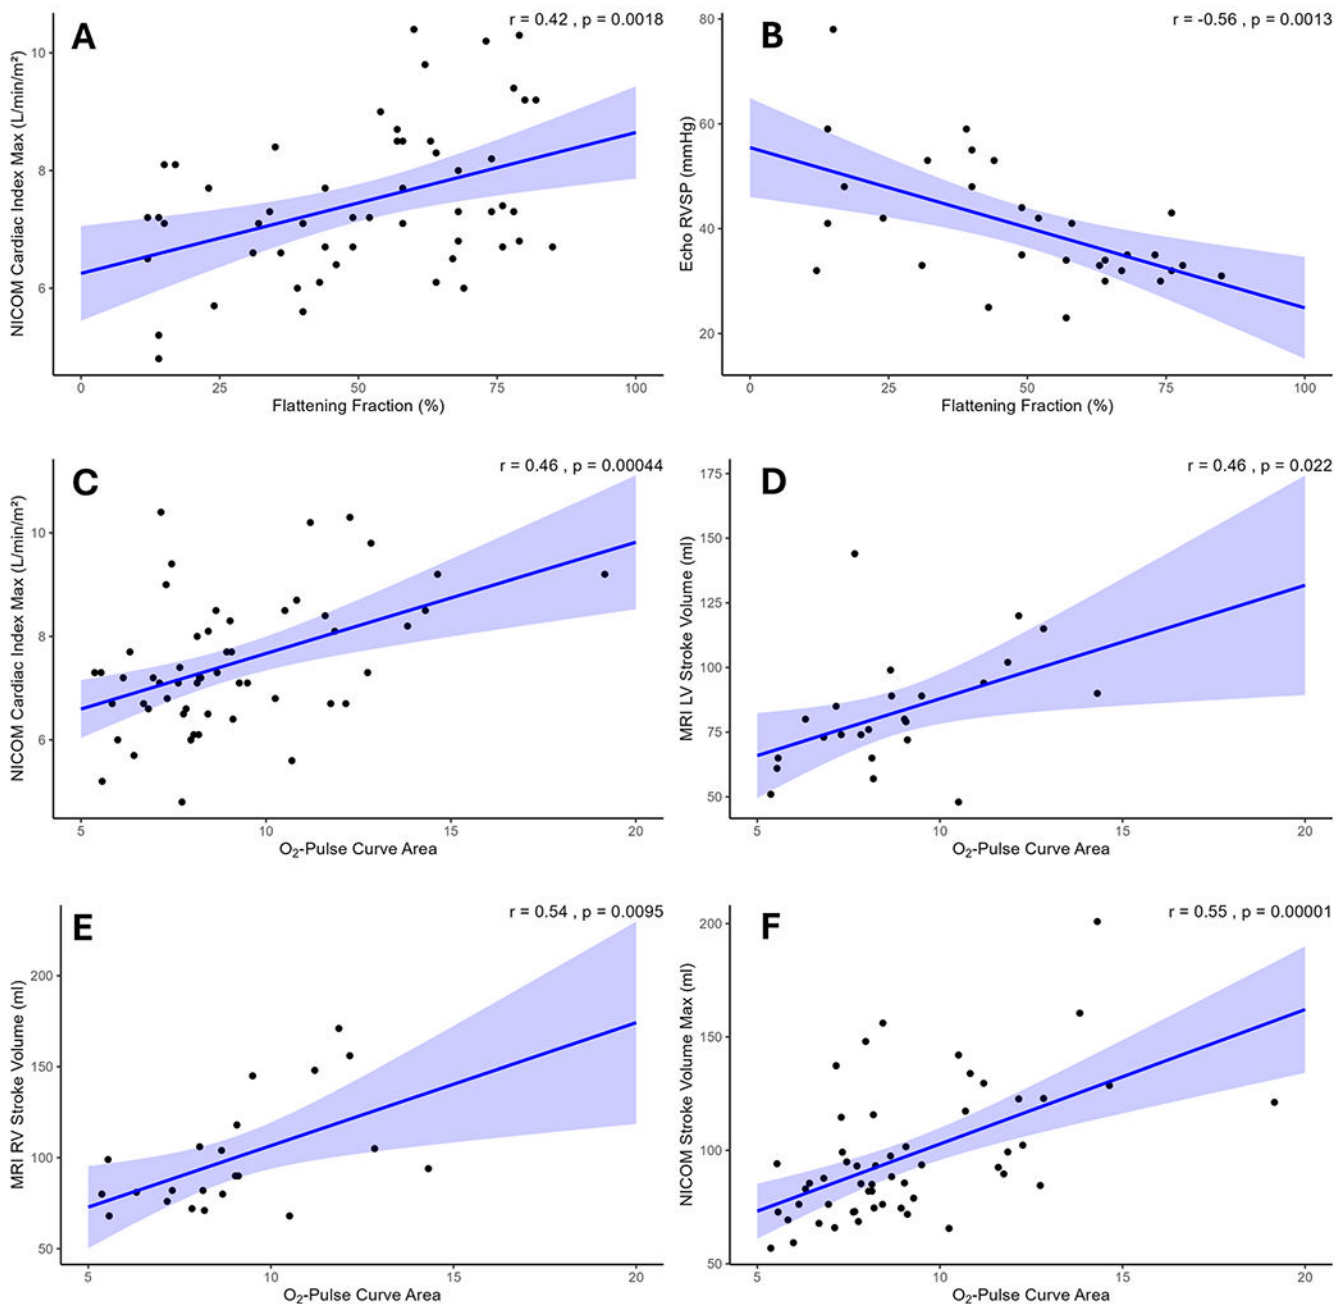 A
r = 0.42 , p = 0.0018
NICOM Cardiac Index Max (L/min/m²)
10
8
6
0 25 50 75 100
Flattening Fraction (%)
B
r = -0.56 , p = 0.0013
Echo RVSP (mmHg)
80
60
40
20
0 25 50 75 100
Flattening Fraction (%)
C
r = 0.46 , p = 0.00044
NICOM Cardiac Index Max (L/min/m²)
10
8
6
5 10 15 20
O₂-Pulse Curve Area
D
r = 0.46 , p = 0.022
MRI LV Stroke Volume (ml)
175
150
125
100
75
50
5 10 15 20
O₂-Pulse Curve Area
E
r = 0.54 , p = 0.0095
MRI RV Stroke Volume (ml)
200
150
100
50
5 10 15 20
O₂-Pulse Curve Area
F
r = 0.55 , p = 0.00001
NICOM Stroke Volume Max (ml)
200
150
100
50
5 10 15 20
O₂-Pulse Curve Area